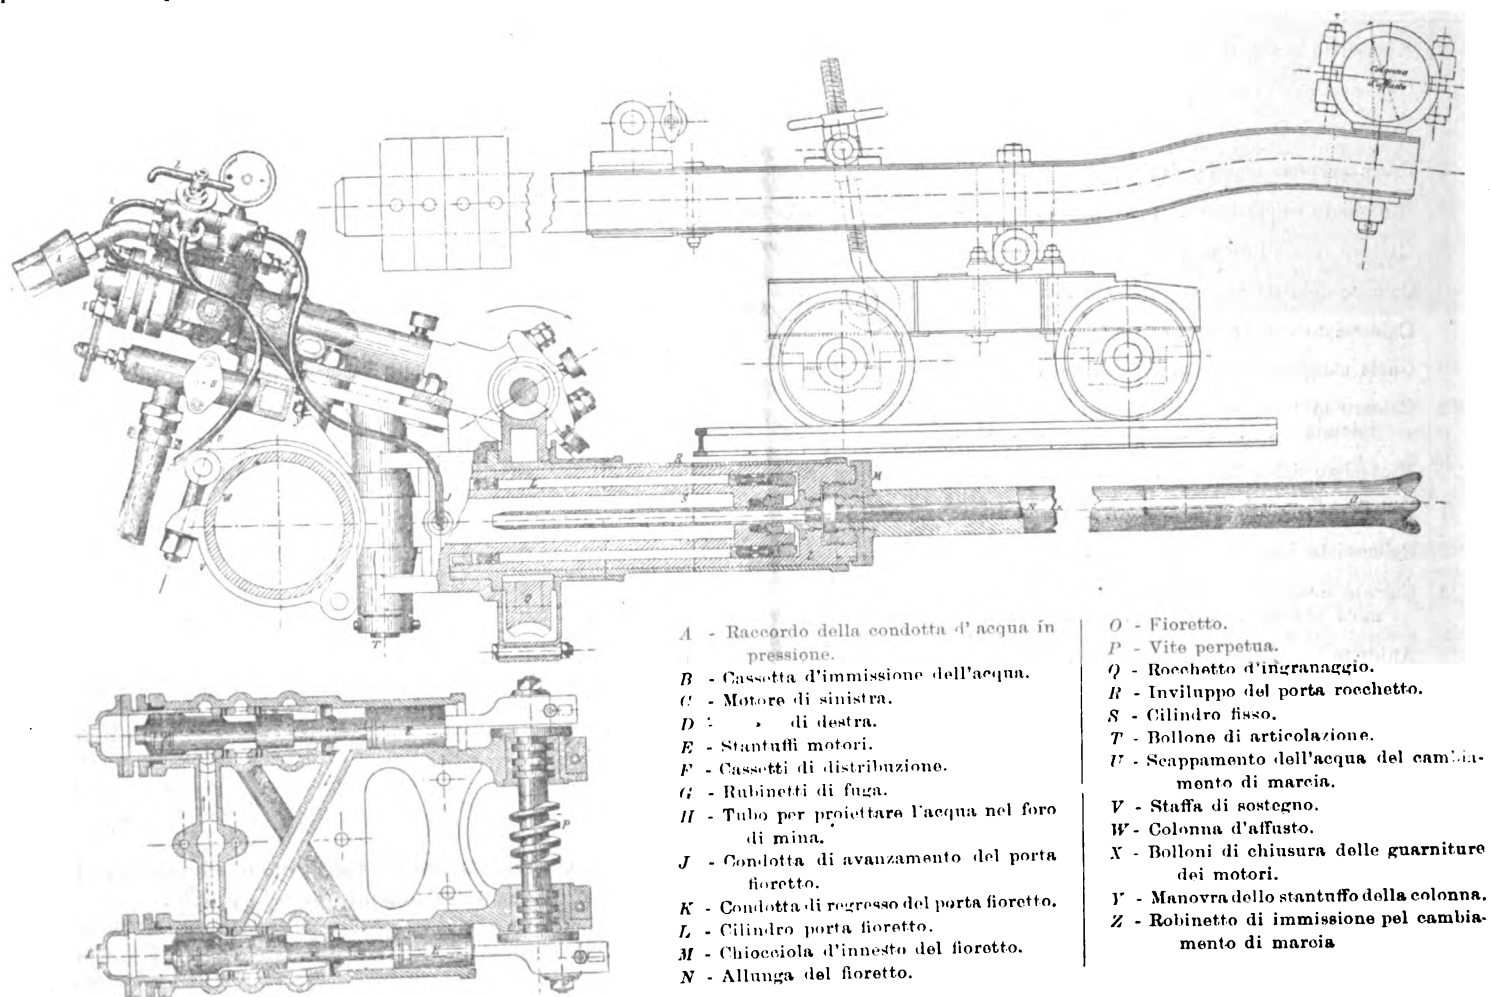 Colonna
d'affusto
A - Raccordo della condotta d' acqua in
pressione.
B - Cassetta d'immissione dell'acqua.
C - Motore di sinistra.
D - » di destra.
E - Stantuffi motori.
F - Cassetti di distribuzione.
G - Rubinetti di fuga.
H - Tubo per proiettare l'acqua nel foro
di mina.
J - Condotta di avanzamento del porta
fioretto.
K - Condotta di regresso del porta fioretto.
L - Cilindro porta fioretto.
M - Chiocciola d'innesto del fioretto.
N - Allunga del fioretto.
O - Fioretto.
P - Vite perpetua.
Q - Rocchetto d'ingranaggio.
R - Inviluppo del porta rocchetto.
S - Cilindro fisso.
T - Bollone di articolazione.
U - Scappamento dell'acqua del cambia-
mento di marcia.
V - Staffa di sostegno.
W - Colonna d'affusto.
X - Bolloni di chiusura delle guarniture
dei motori.
Y - Manovra dello stantuffo della colonna.
Z - Robinetto di immissione pel cambia-
mento di marcia